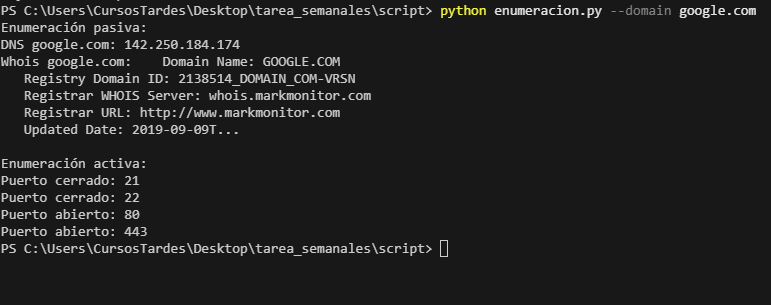 PS C:\Users\CursosTardes\Desktop\tarea_semanales\script> python enumeracion.py --domain google.com
Enumeración pasiva:
DNS google.com: 142.250.184.174
Whois google.com:    Domain Name: GOOGLE.COM
   Registry Domain ID: 2138514_DOMAIN_COM-VRSN
   Registrar WHOIS Server: whois.markmonitor.com
   Registrar URL: http://www.markmonitor.com
   Updated Date: 2019-09-09T...
Enumeración activa:
Puerto cerrado: 21
Puerto cerrado: 22
Puerto abierto: 80
Puerto abierto: 443
PS C:\Users\CursosTardes\Desktop\tarea_semanales\script>